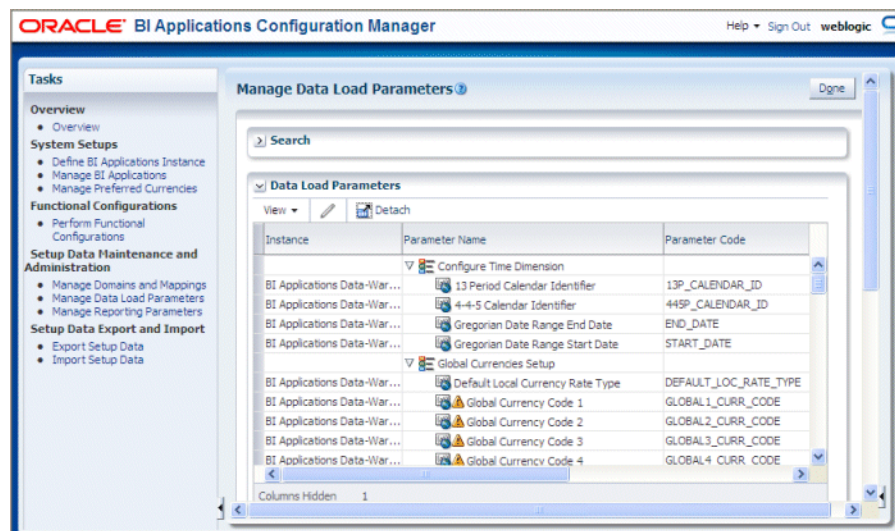 ORACLE BI Applications Configuration Manager
Help Sign Out weblogic
Tasks
Overview
Overview
System Setups
Define BI Applications Instance
Manage BI Applications
Manage Preferred Currencies
Functional Configurations
Perform Functional
Configurations
Setup Data Maintenance and
Administration
Manage Domains and Mappings
Manage Data Load Parameters
Manage Reporting Parameters
Setup Data Export and Import
Export Setup Data
Import Setup Data
Manage Data Load Parameters
Done
Search
Data Load Parameters
View Detach
Instance Parameter Name Parameter Code
Configure Time Dimension
BI Applications Data-War... 13 Period Calendar Identifier 13P_CALENDAR_ID
BI Applications Data-War... 4-4-5 Calendar Identifier 445P_CALENDAR_ID
BI Applications Data-War... Gregorian Date Range End Date END_DATE
BI Applications Data-War... Gregorian Date Range Start Date START_DATE
Global Currencies Setup
BI Applications Data-War... Default Local Currency Rate Type DEFAULT_LOC_RATE_TYPE
BI Applications Data-War... Global Currency Code 1 GLOBAL1_CURR_CODE
BI Applications Data-War... Global Currency Code 2 GLOBAL2_CURR_CODE
BI Applications Data-War... Global Currency Code 3 GLOBAL3_CURR_CODE
BI Applications Data-War... Global Currency Code 4 GLOBAL4_CURR_CODE
Columns Hidden 1